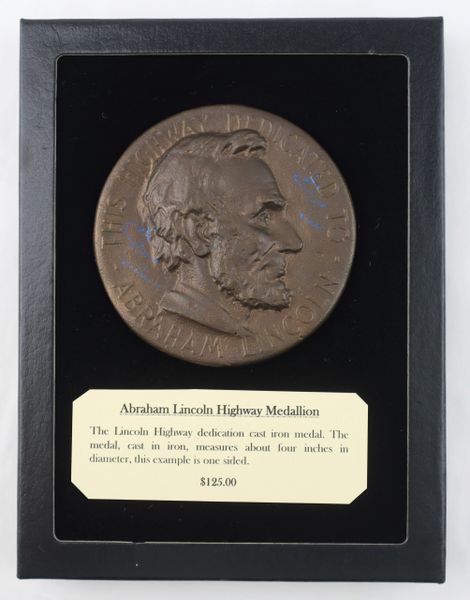 THIS HIGHWAY DEDICATED TO
ABRAHAM LINCOLN
Abraham Lincoln Highway Medallion
The Lincoln Highway dedication cast iron medal. The
medal, cast in iron, measures about four inches in
diameter, this example is one sided.
$125.00